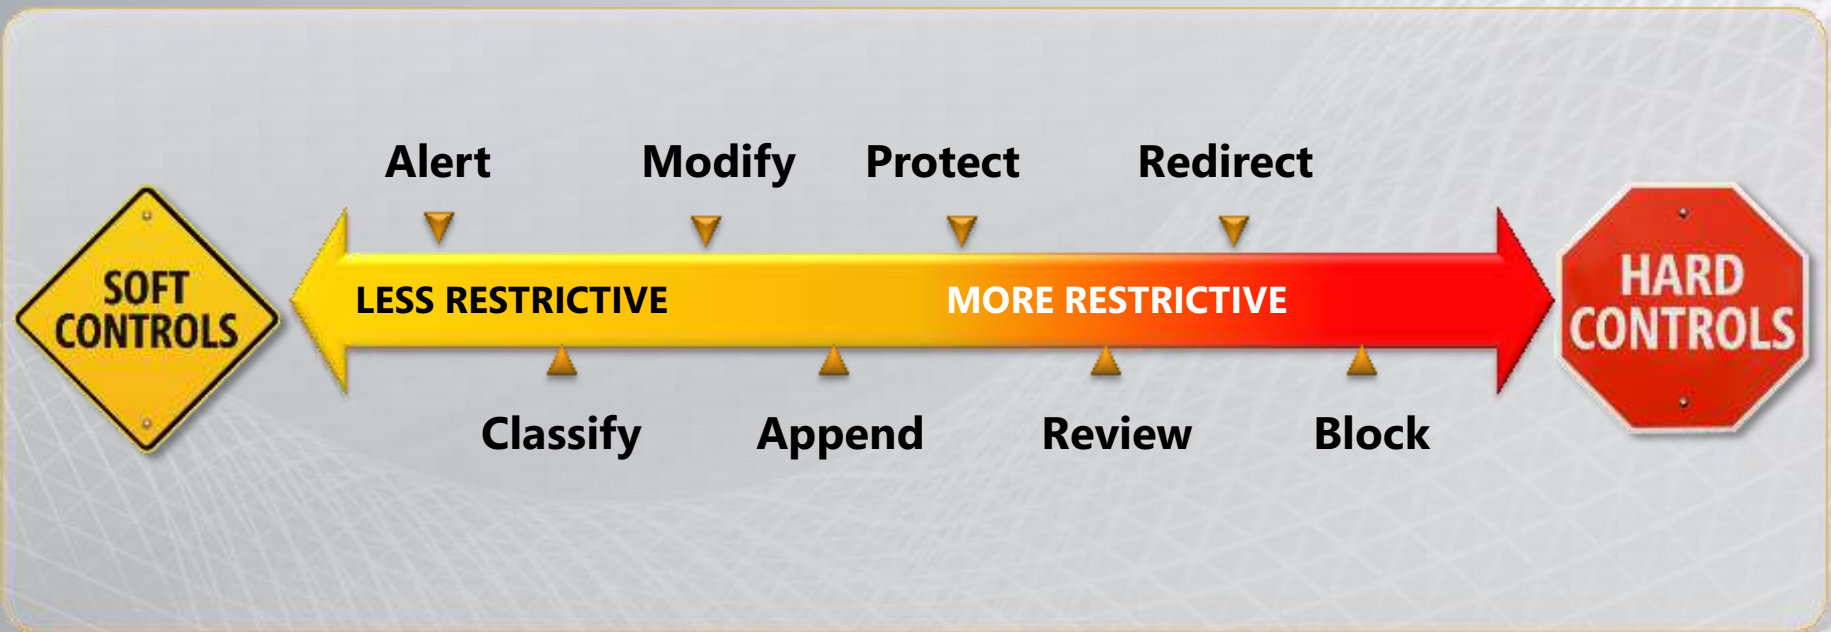 Alert
Modify
Protect
Redirect
SOFT
CONTROLS
LESS RESTRICTIVE
MORE RESTRICTIVE
HARD
CONTROLS
Classify
Append
Review
Block